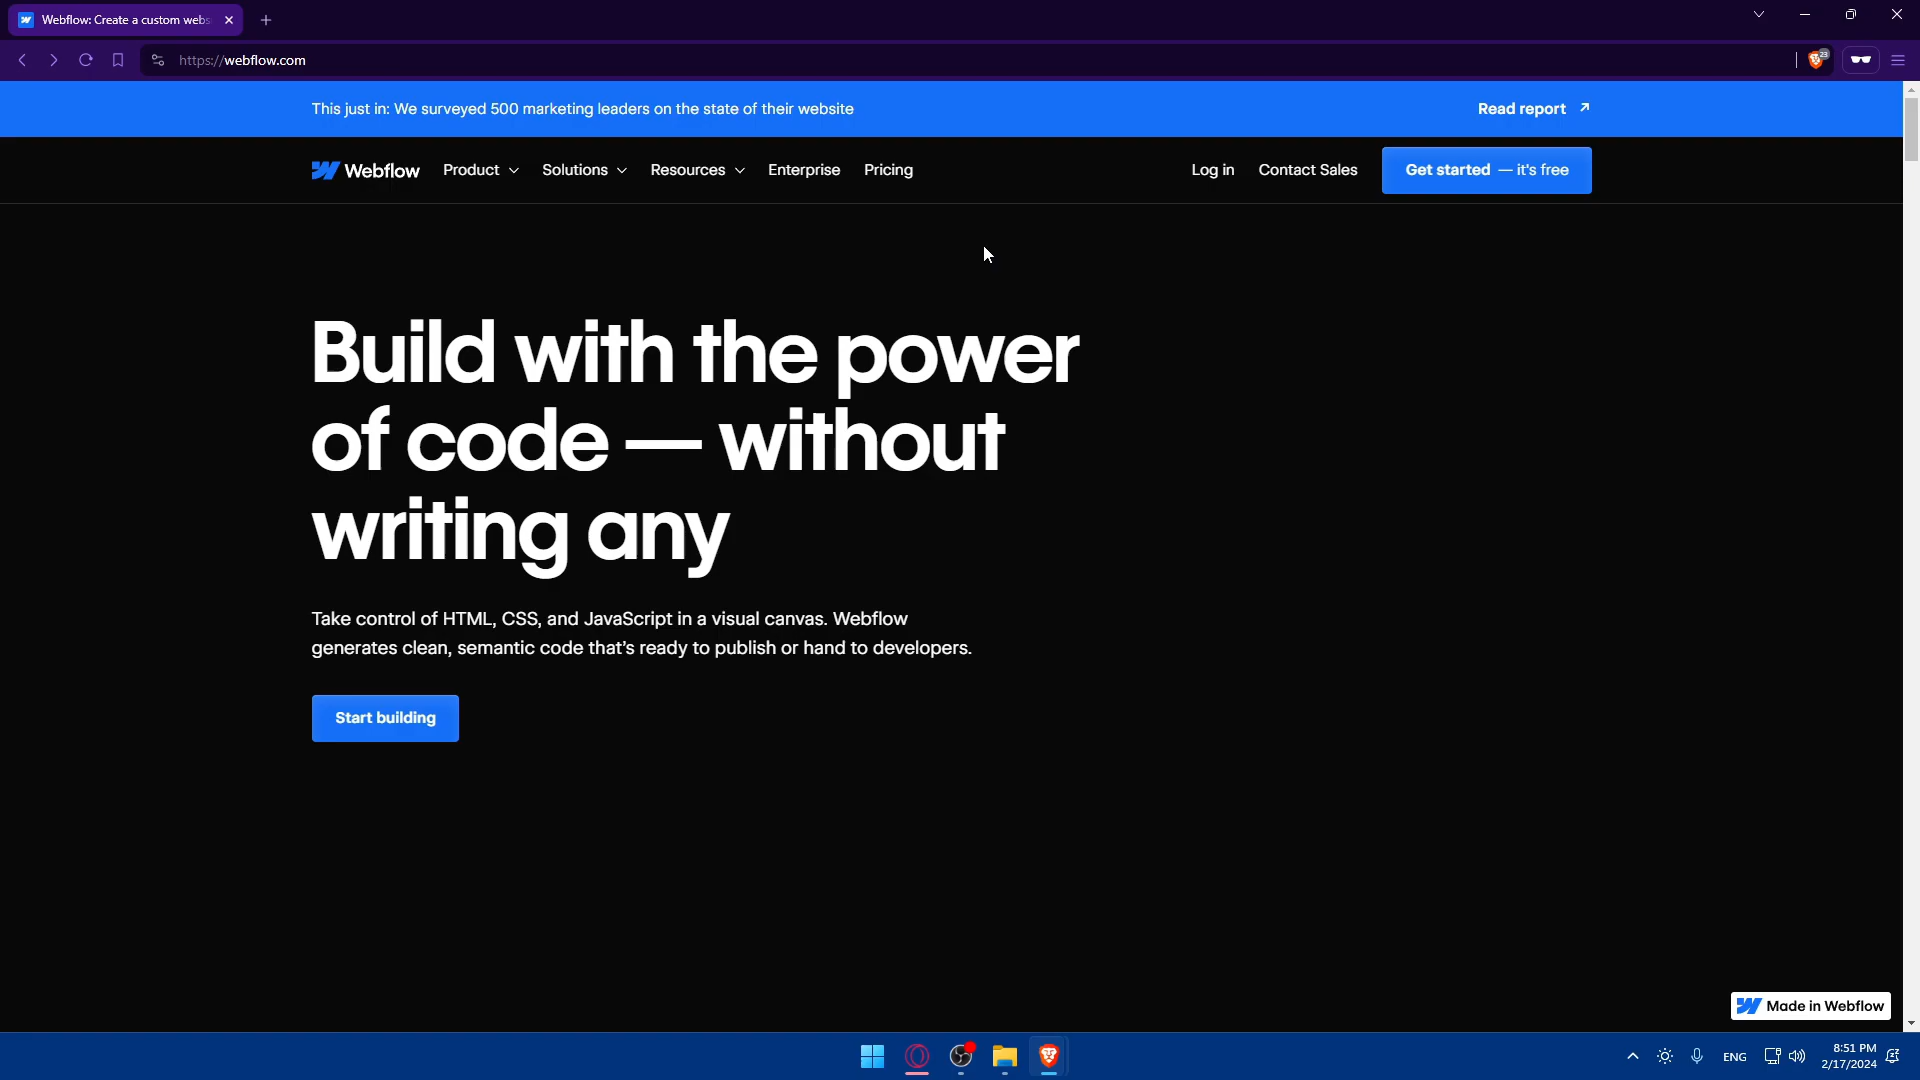 Webflow: Create a custom webs
https://webflow.com
23
This just in: We surveyed 500 marketing leaders on the state of their website
Read report
Webflow Product Solutions Resources Enterprise Pricing Log in Contact Sales Get started — it's free
Build with the power
of code — without
writing any
Take control of HTML, CSS, and JavaScript in a visual canvas. Webflow
generates clean, semantic code that’s ready to publish or hand to developers.
Start building
Made in Webflow
ENG
8:51 PM
2/17/2024